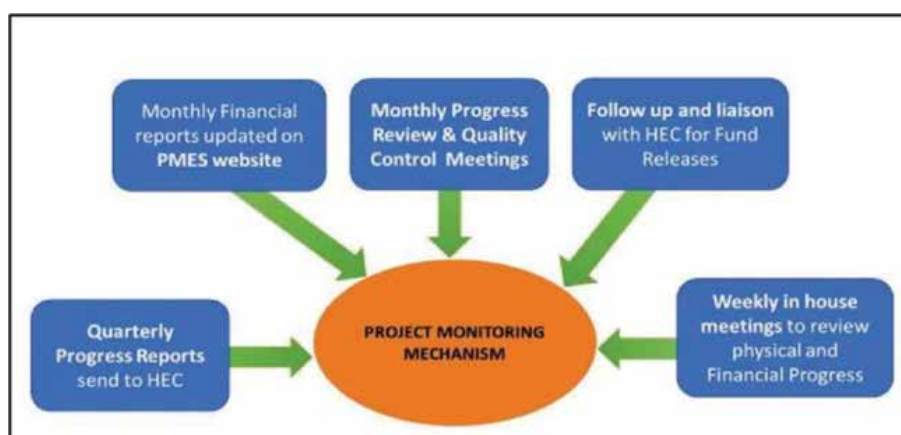 Monthly Financial
reports updated on
PMES website
Monthly Progress
Review & Quality
Control Meetings
Follow up and liaison
with HEC for Fund
Releases
Quarterly
Progress Reports
send to HEC
PROJECT MONITORING
MECHANISM
Weekly in house
meetings to review
physical and
Financial Progress